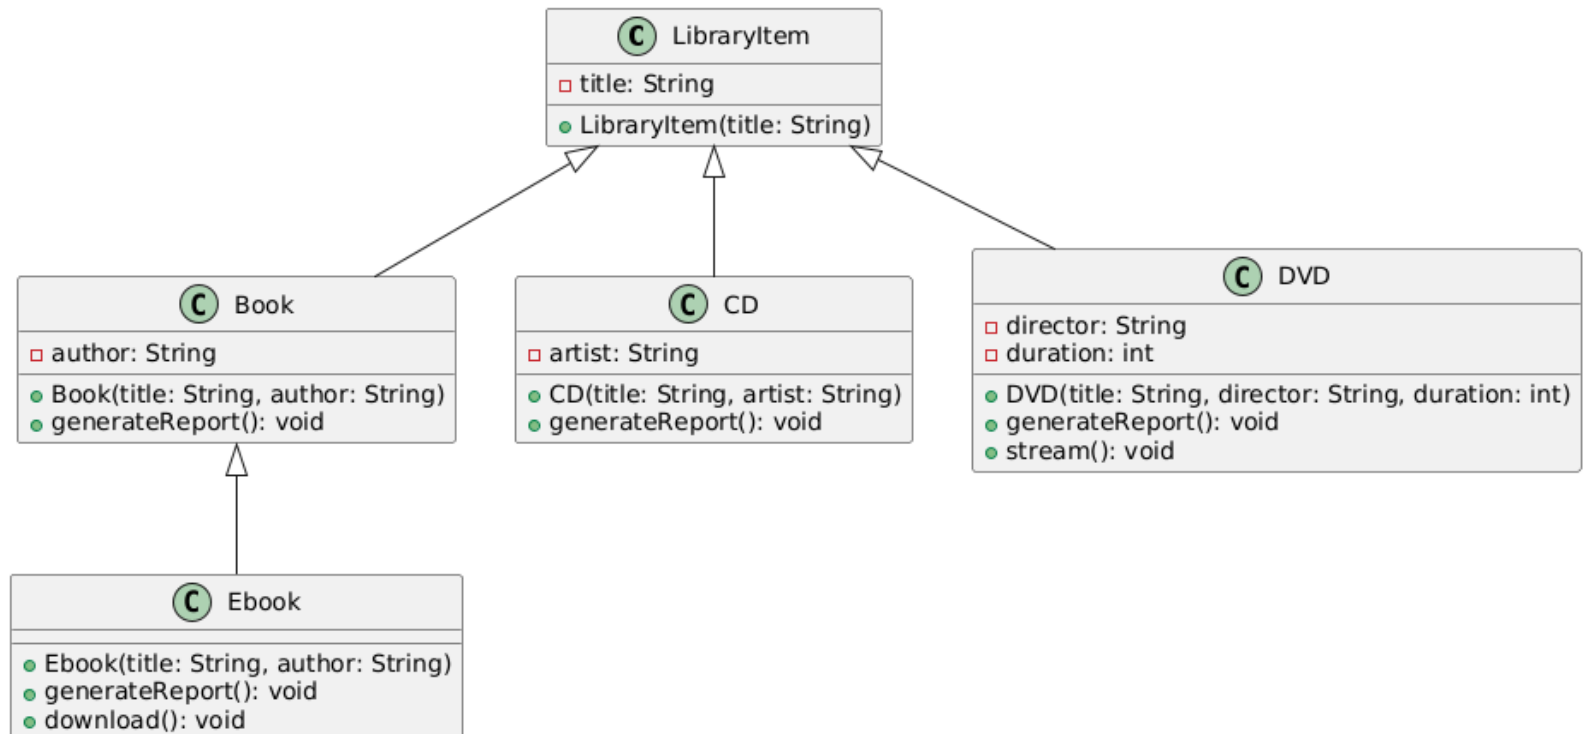 C LibraryItem
title: String
LibraryItem(title: String)
C Book
author: String
Book(title: String, author: String)
generateReport(): void
C CD
artist: String
CD(title: String, artist: String)
generateReport(): void
C DVD
director: String
duration: int
DVD(title: String, director: String, duration: int)
generateReport(): void
stream(): void
C Ebook
Ebook(title: String, author: String)
generateReport(): void
download(): void